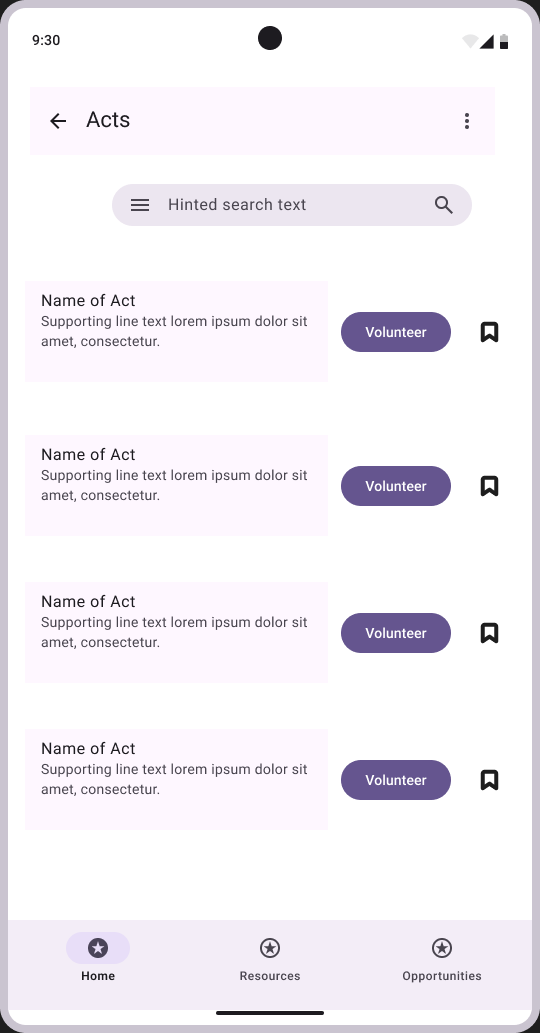 9:30
Acts
Hinted search text
Name of Act
Supporting line text lorem ipsum dolor sit
amet, consectetur.
Volunteer
Name of Act
Supporting line text lorem ipsum dolor sit
amet, consectetur.
Volunteer
Name of Act
Supporting line text lorem ipsum dolor sit
amet, consectetur.
Volunteer
Name of Act
Supporting line text lorem ipsum dolor sit
amet, consectetur.
Volunteer
Home
Resources
Opportunities